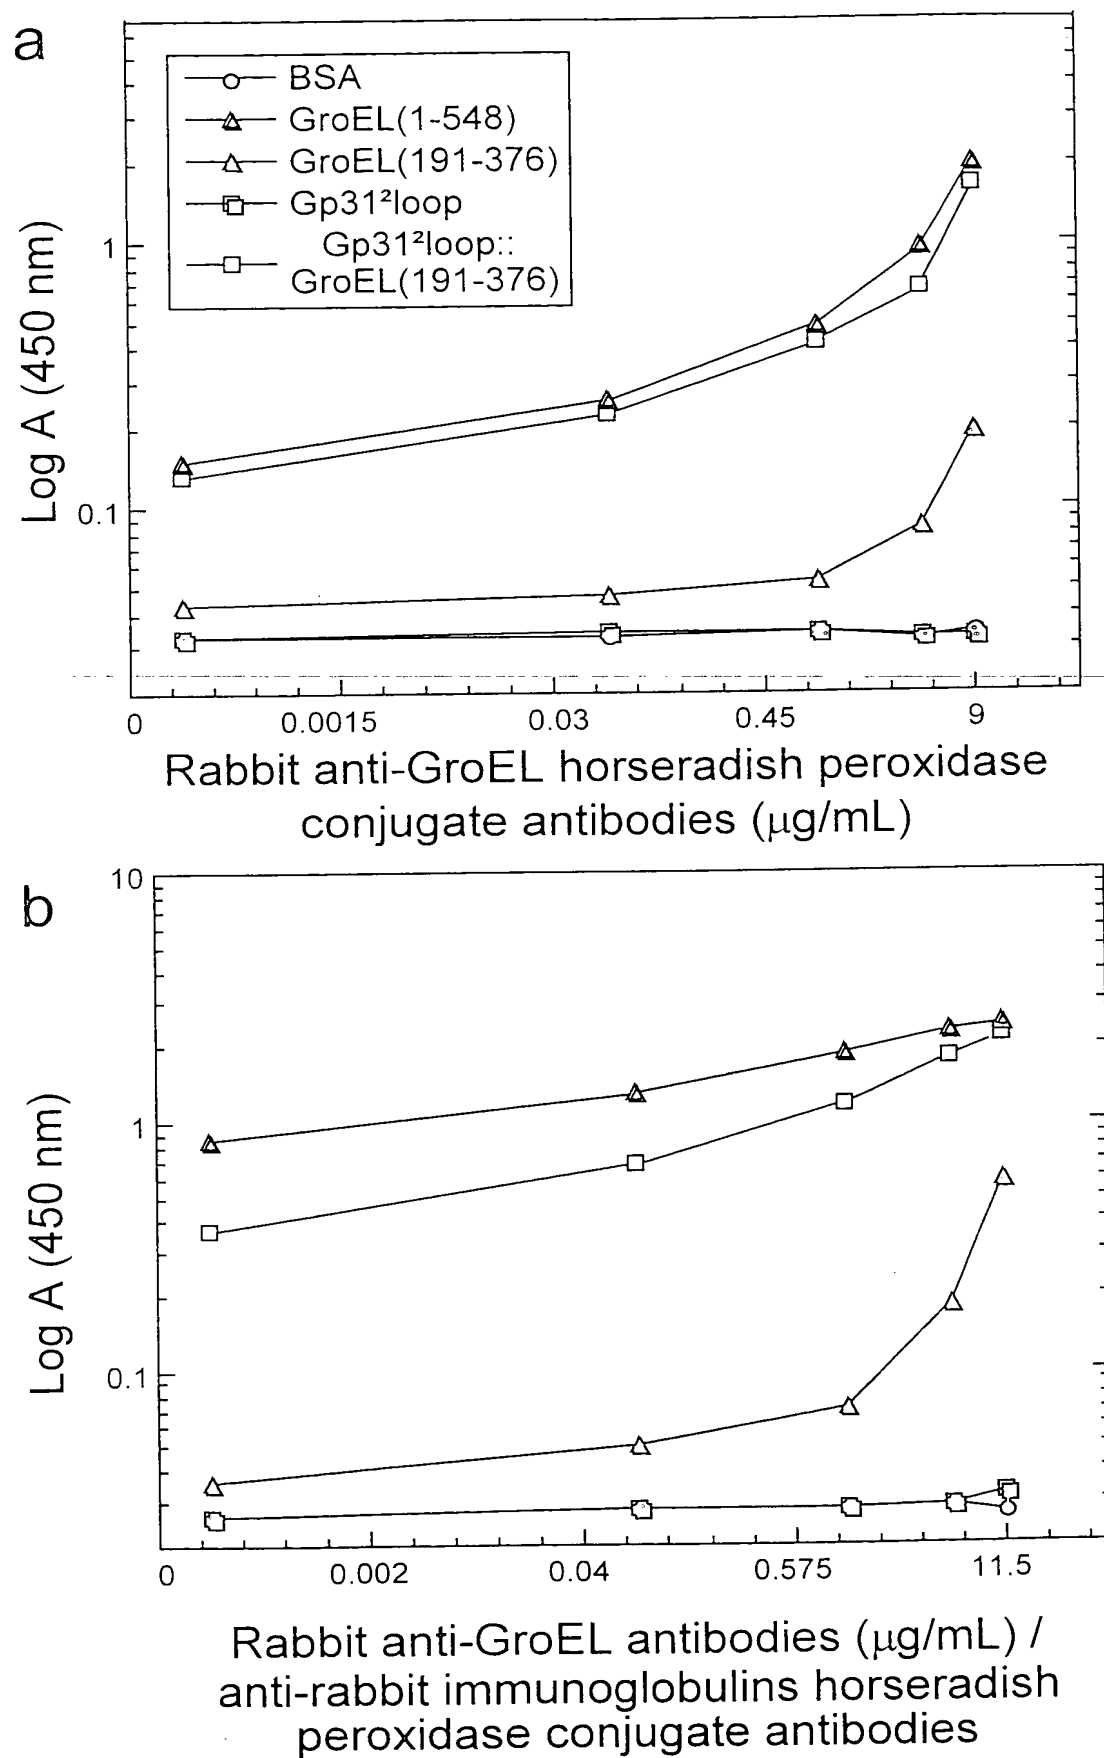 a
BSA
GroEL(1-548)
GroEL(191-376)
Gp31²loop
Gp31²loop::
GroEL(191-376)
Log A (450 nm)
1
0.1
0 0.0015 0.03 0.45 9
Rabbit anti-GroEL horseradish peroxidase
conjugate antibodies (μg/mL)
b
Log A (450 nm)
10
1
0.1
0 0.002 0.04 0.575 11.5
Rabbit anti-GroEL antibodies (μg/mL) /
anti-rabbit immunoglobulins horseradish
peroxidase conjugate antibodies